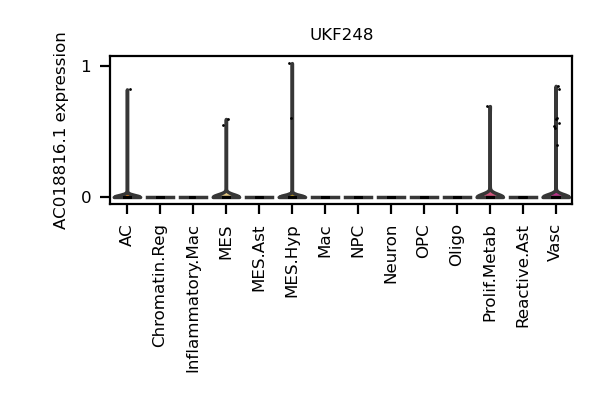 UKF248
AC018816.1 expression
1
0
AC
Chromatin.Reg
Inflammatory.Mac
MES
MES.Ast
MES.Hyp
Mac
NPC
Neuron
OPC
Oligo
Prolif.Metab
Reactive.Ast
Vasc